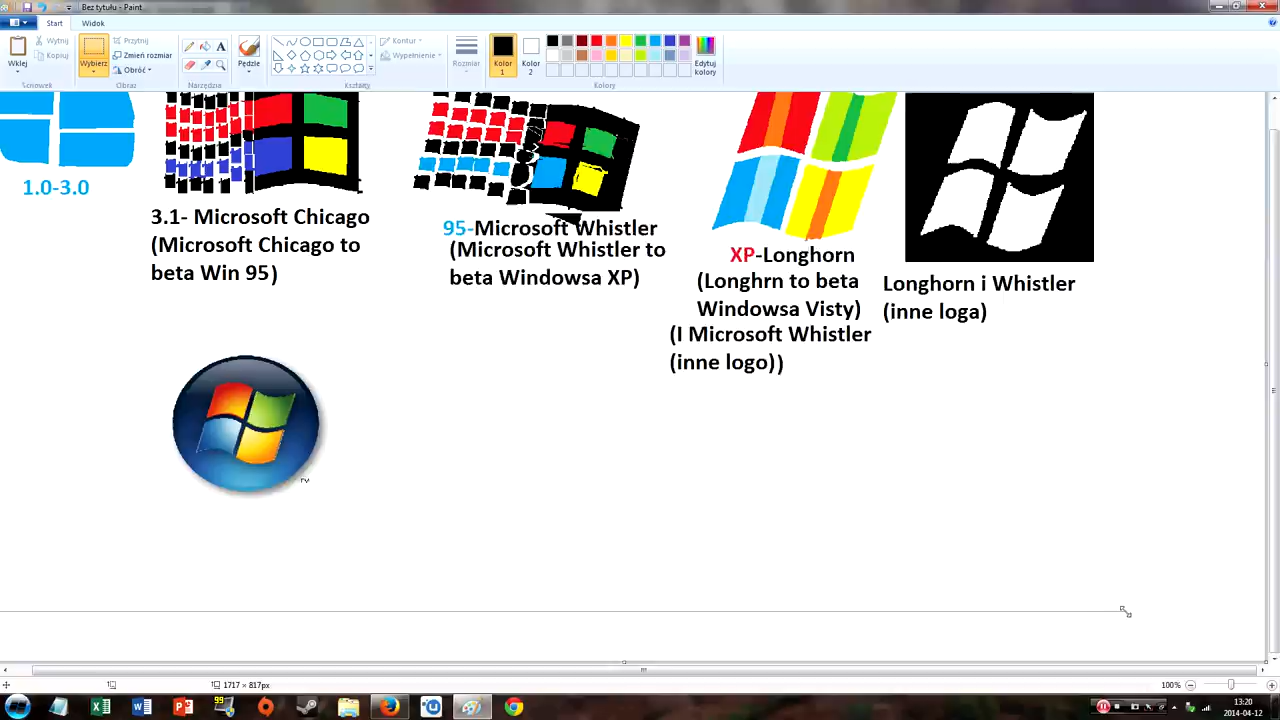 Bez tytułu - Paint
Start Widok
Wklej
Wytnij
Kopiuj
Wybierz
Przytnij
Zmień rozmiar
Obróć
Pędzle
Kontur
Wypełnienie
Rozmiar
Kolor
1
Kolor
2
Edytuj
kolory
Schowek
Obraz
Narzędzia
Kształty
Kolory
1.0-3.0
3.1- Microsoft Chicago
(Microsoft Chicago to
beta Win 95)
95-Microsoft Whistler
(Microsoft Whistler to
beta Windowsa XP)
XP-Longhorn
(Longhrn to beta
Windowsa Visty)
(I Microsoft Whistler
(inne logo))
Longhorn i Whistler
(inne loga)
TM
1717 × 817px
100%
99
13:20
2014-04-12